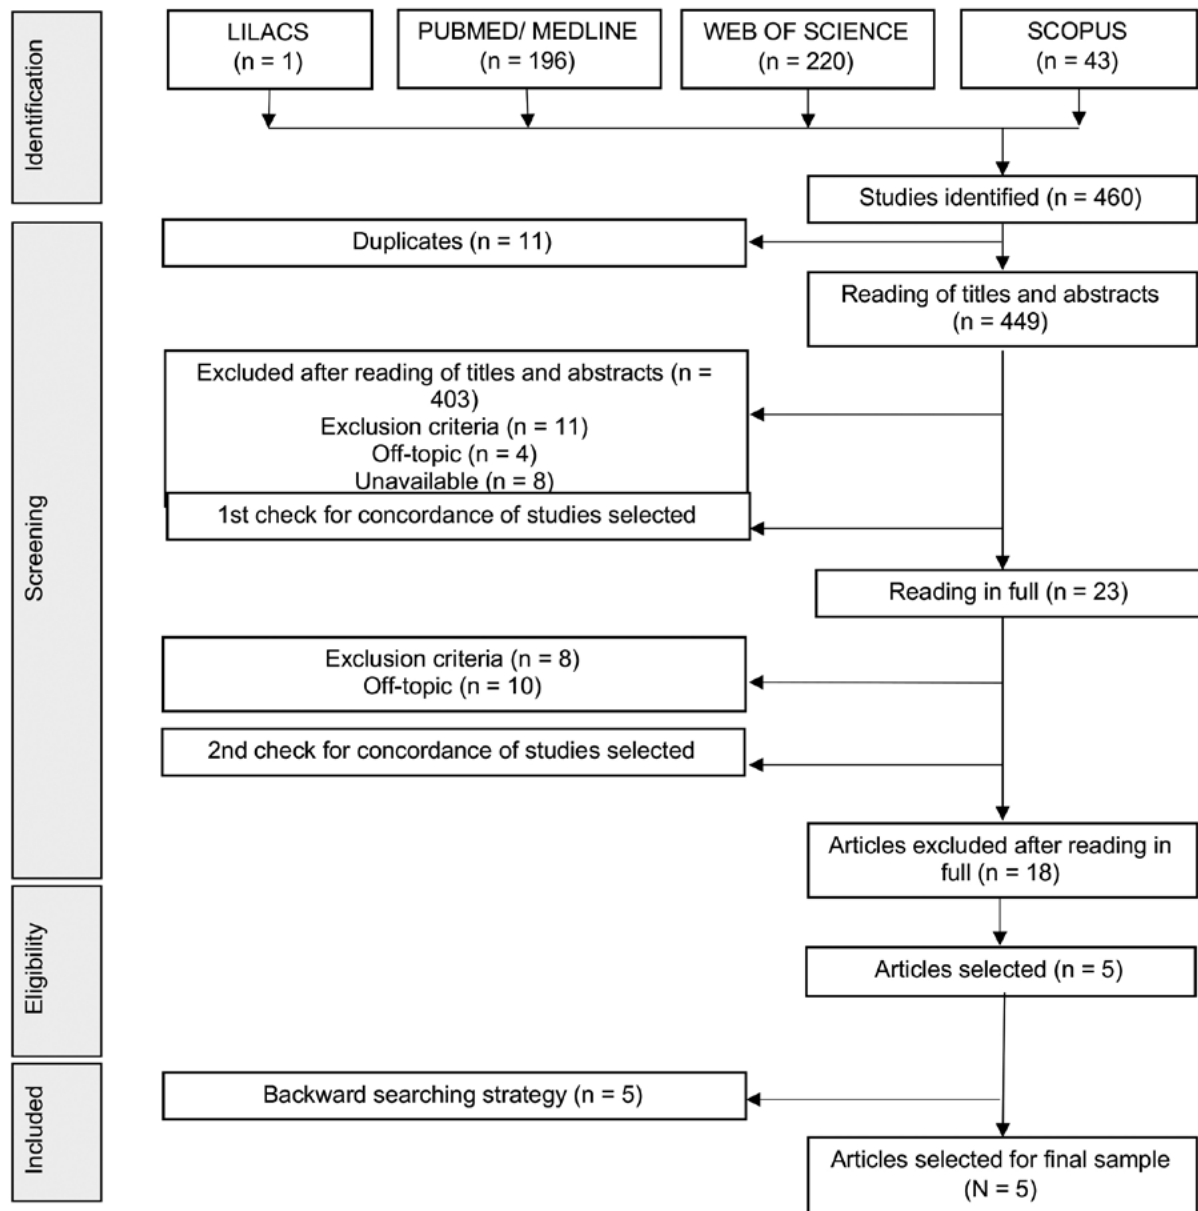 Identification
LILACS
(n = 1)
PUBMED/ MEDLINE
(n = 196)
WEB OF SCIENCE
(n = 220)
SCOPUS
(n = 43)
Studies identified (n = 460)
Screening
Duplicates (n = 11)
Reading of titles and abstracts
(n = 449)
Excluded after reading of titles and abstracts (n =
403)
Exclusion criteria (n = 11)
Off-topic (n = 4)
Unavailable (n = 8)
1st check for concordance of studies selected
Reading in full (n = 23)
Exclusion criteria (n = 8)
Off-topic (n = 10)
2nd check for concordance of studies selected
Articles excluded after reading in
full (n = 18)
Eligibility
Articles selected (n = 5)
Included
Backward searching strategy (n = 5)
Articles selected for final sample
(N = 5)